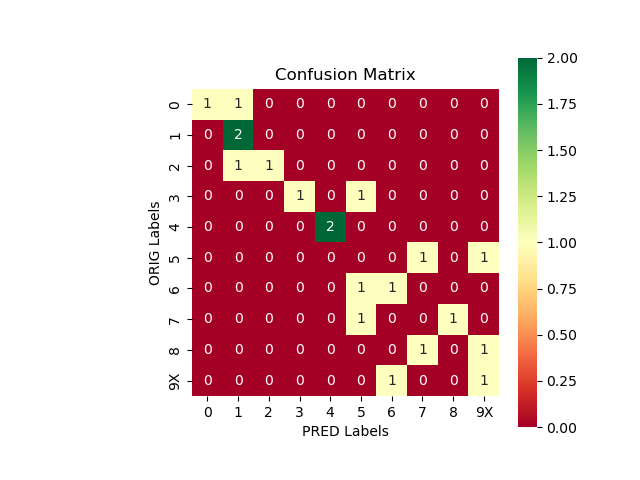 Confusion Matrix
ORIG Labels
0 1 1 0 0 0 0 0 0 0 0
1 0 2 0 0 0 0 0 0 0 0
2 0 1 1 0 0 0 0 0 0 0
3 0 0 0 1 0 1 0 0 0 0
4 0 0 0 0 2 0 0 0 0 0
5 0 0 0 0 0 0 0 1 0 1
6 0 0 0 0 0 1 1 0 0 0
7 0 0 0 0 0 1 0 0 1 0
8 0 0 0 0 0 0 0 1 0 1
9X 0 0 0 0 0 0 1 0 0 1
0 1 2 3 4 5 6 7 8 9X
PRED Labels
2.00
1.75
1.50
1.25
1.00
0.75
0.50
0.25
0.00